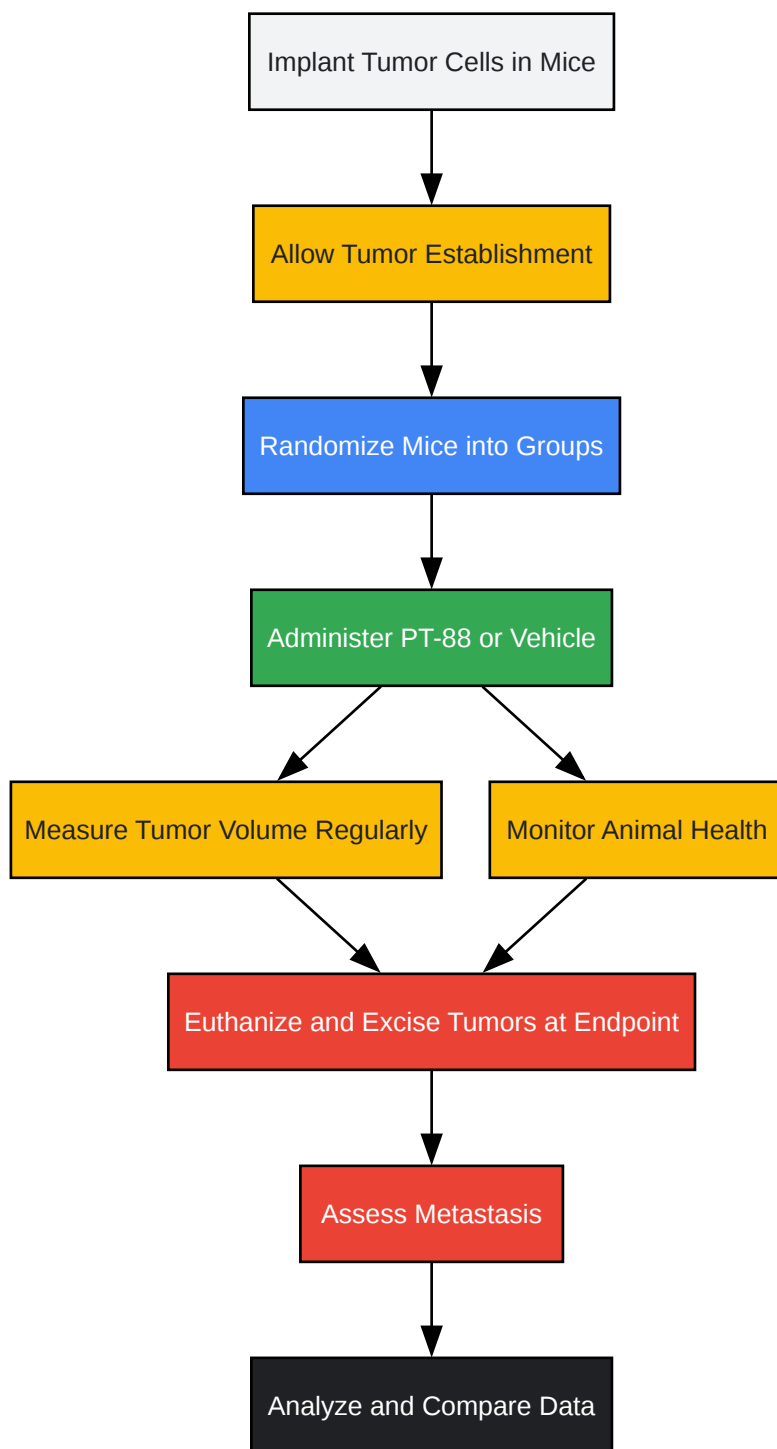 Implant Tumor Cells in Mice
Allow Tumor Establishment
Randomize Mice into Groups
Administer PT-88 or Vehicle
Measure Tumor Volume Regularly
Monitor Animal Health
Euthanize and Excise Tumors at Endpoint
Assess Metastasis
Analyze and Compare Data